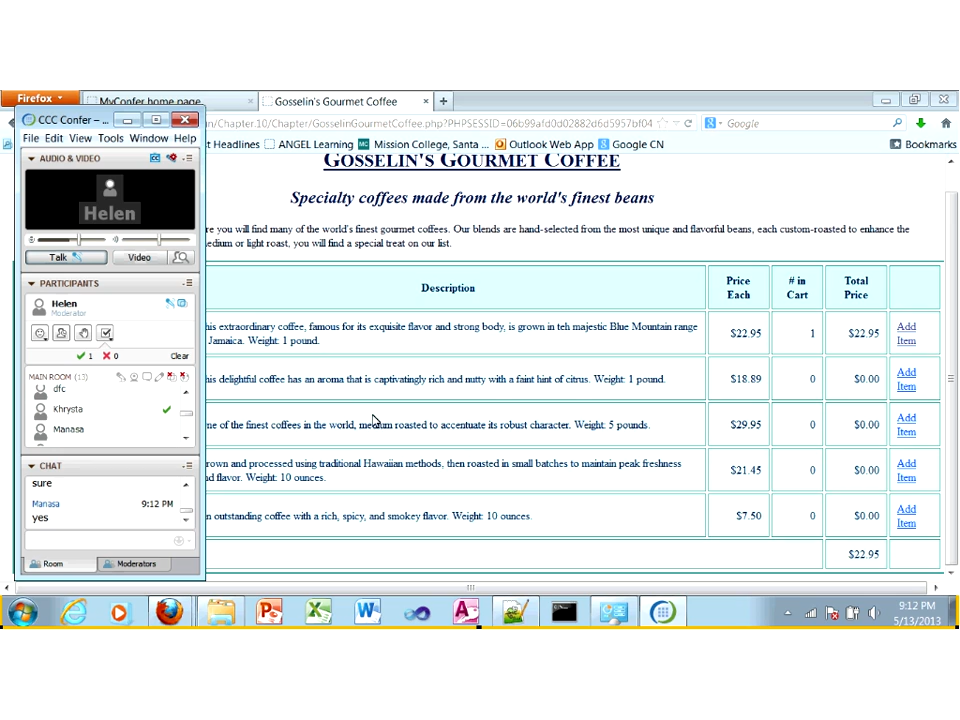 Firefox
MyConfer home page
Gosselin's Gourmet Coffee
CCC Confer – ...
an/Chapter.10/Chapter/GosselinGourmetCoffee.php?PHPSESSID=06b99afd0d02882d6d5957bf04
Google
File Edit View Tools Window Help
t Headlines
ANGEL Learning
Mission College, Santa ...
Outlook Web App
Google CN
Bookmarks
AUDIO & VIDEO
Helen
Talk
Video
PARTICIPANTS
Helen
Moderator
1
0
Clear
MAIN ROOM (13)
dfc
Khrysta
Manasa
CHAT
sure
Manasa 9:12 PM
yes
Room
Moderators
GOSSELIN'S GOURMET COFFEE
Specialty coffees made from the world's finest beans
re you will find many of the world's finest gourmet coffees. Our blends are hand-selected from the most unique and flavorful beans, each custom-roasted to enhance the
edium or light roast, you will find a special treat on our list.
Description
Price Each
# in Cart
Total Price
his extraordinary coffee, famous for its exquisite flavor and strong body, is grown in teh majestic Blue Mountain range
Jamaica. Weight: 1 pound.
$22.95 1 $22.95 Add Item
his delightful coffee has an aroma that is captivatingly rich and nutty with a faint hint of citrus. Weight: 1 pound.
$18.89 0 $0.00 Add Item
ne of the finest coffees in the world, medium roasted to accentuate its robust character. Weight: 5 pounds.
$29.95 0 $0.00 Add Item
rown and processed using traditional Hawaiian methods, then roasted in small batches to maintain peak freshness
nd flavor. Weight: 10 ounces.
$21.45 0 $0.00 Add Item
n outstanding coffee with a rich, spicy, and smokey flavor. Weight: 10 ounces.
$7.50 0 $0.00 Add Item
$22.95
9:12 PM
5/13/2013